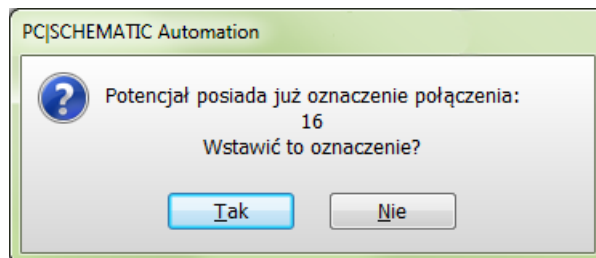 PC|SCHEMATIC Automation
Potencjał posiada już oznaczenie połączenia:
16
Wstawić to oznaczenie?
Tak
Nie